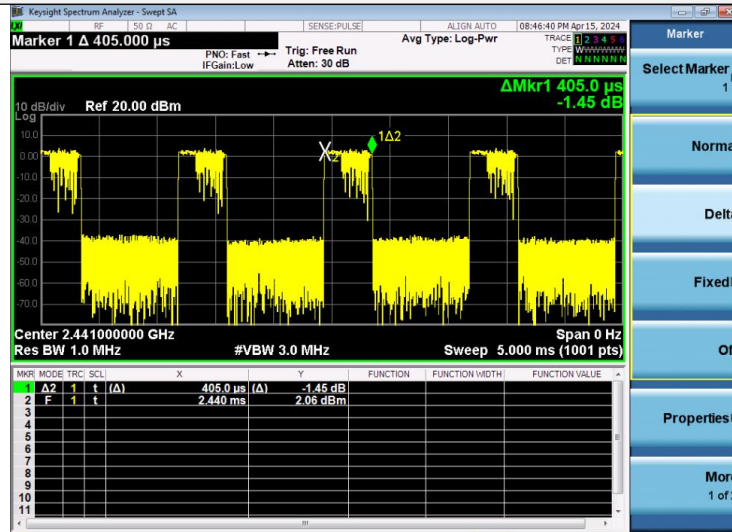 Keysight Spectrum Analyzer - Swept SA
LXI RF 50 Ω AC SENSE:PULSE ALIGN AUTO 08:46:40 PM Apr 15, 2024
Marker 1 Δ 405.000 µs
PNO: Fast Trig: Free Run
IFGain:Low Atten: 30 dB
Avg Type: Log-Pwr
TRACE 1 2 3 4 5 6
TYPE WWWWWW
DET N N N N N N
ΔMkr1 405.0 µs
-1.45 dB
10 dB/div Ref 20.00 dBm
Log
10.0
0.00
-10.0
-20.0
-30.0
-40.0
-50.0
-60.0
-70.0
X2
1Δ2
Center 2.441000000 GHz Span 0 Hz
Res BW 1.0 MHz #VBW 3.0 MHz Sweep 5.000 ms (1001 pts)
MKR MODE TRC SCL X Y FUNCTION FUNCTION WIDTH FUNCTION VALUE
1 Δ2 1 t (Δ) 405.0 µs (Δ) -1.45 dB
2 F 1 t 2.440 ms 2.06 dBm
3
4
5
6
7
8
9
10
11
Marker
Select Marker
1
Norma
Delta
Fixed
Of
Properties
More
1 of 2